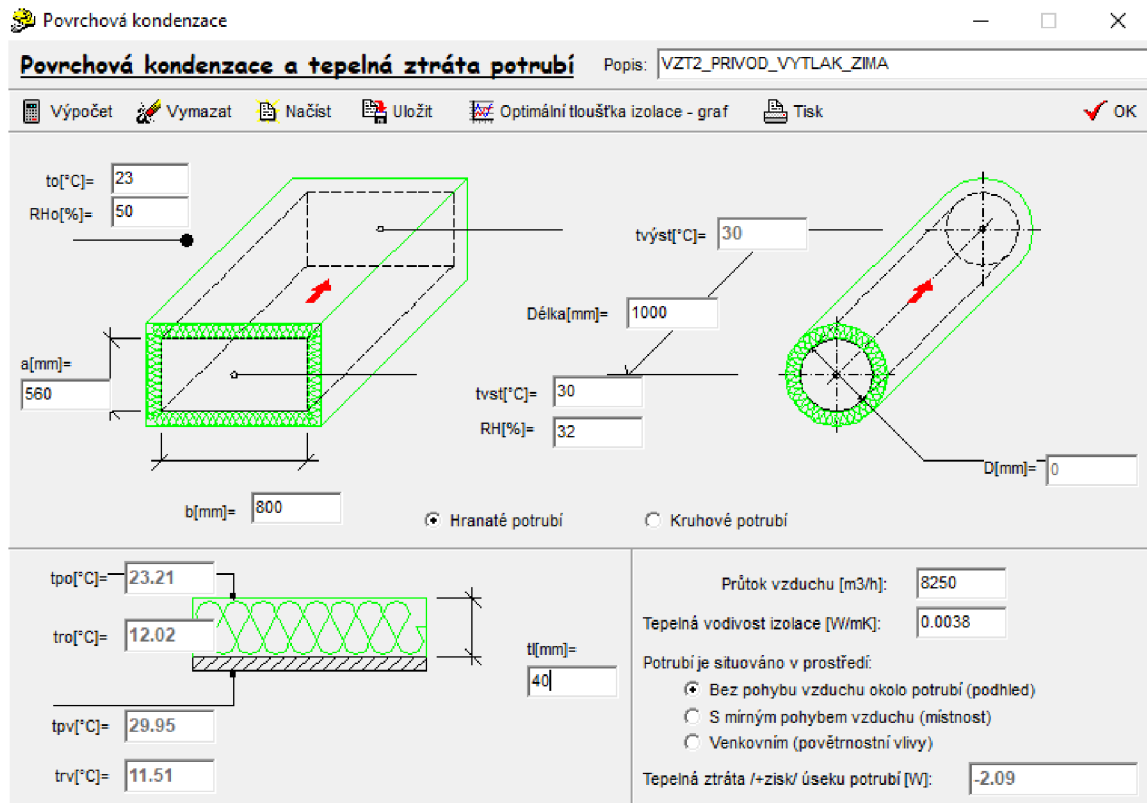 Povrchová kondenzace
Povrchová kondenzace a tepelná ztráta potrubí Popis: VZT2_PRIVOD_VYTLAK_ZIMA
Výpočet Vymazat Načíst Uložit Optimální tloušťka izolace - graf Tisk OK
to[°C]= 23
RHo[%]= 50
tvýst[°C]= 30
Délka[mm]= 1000
a[mm]=
560
tvst[°C]= 30
RH[%]= 32
D[mm]= 0
b[mm]= 800
Hranaté potrubí Kruhové potrubí
tpo[°C]= 23.21
tro[°C]= 12.02
tl[mm]=
40
tpv[°C]= 29.95
trv[°C]= 11.51
Průtok vzduchu [m3/h]: 8250
Tepelná vodivost izolace [W/mK]: 0.0038
Potrubí je situováno v prostředí:
Bez pohybu vzduchu okolo potrubí (podhled)
S mírným pohybem vzduchu (místnost)
Venkovním (povětrnostní vlivy)
Tepelná ztráta /+zisk/ úseku potrubí [W]: -2.09